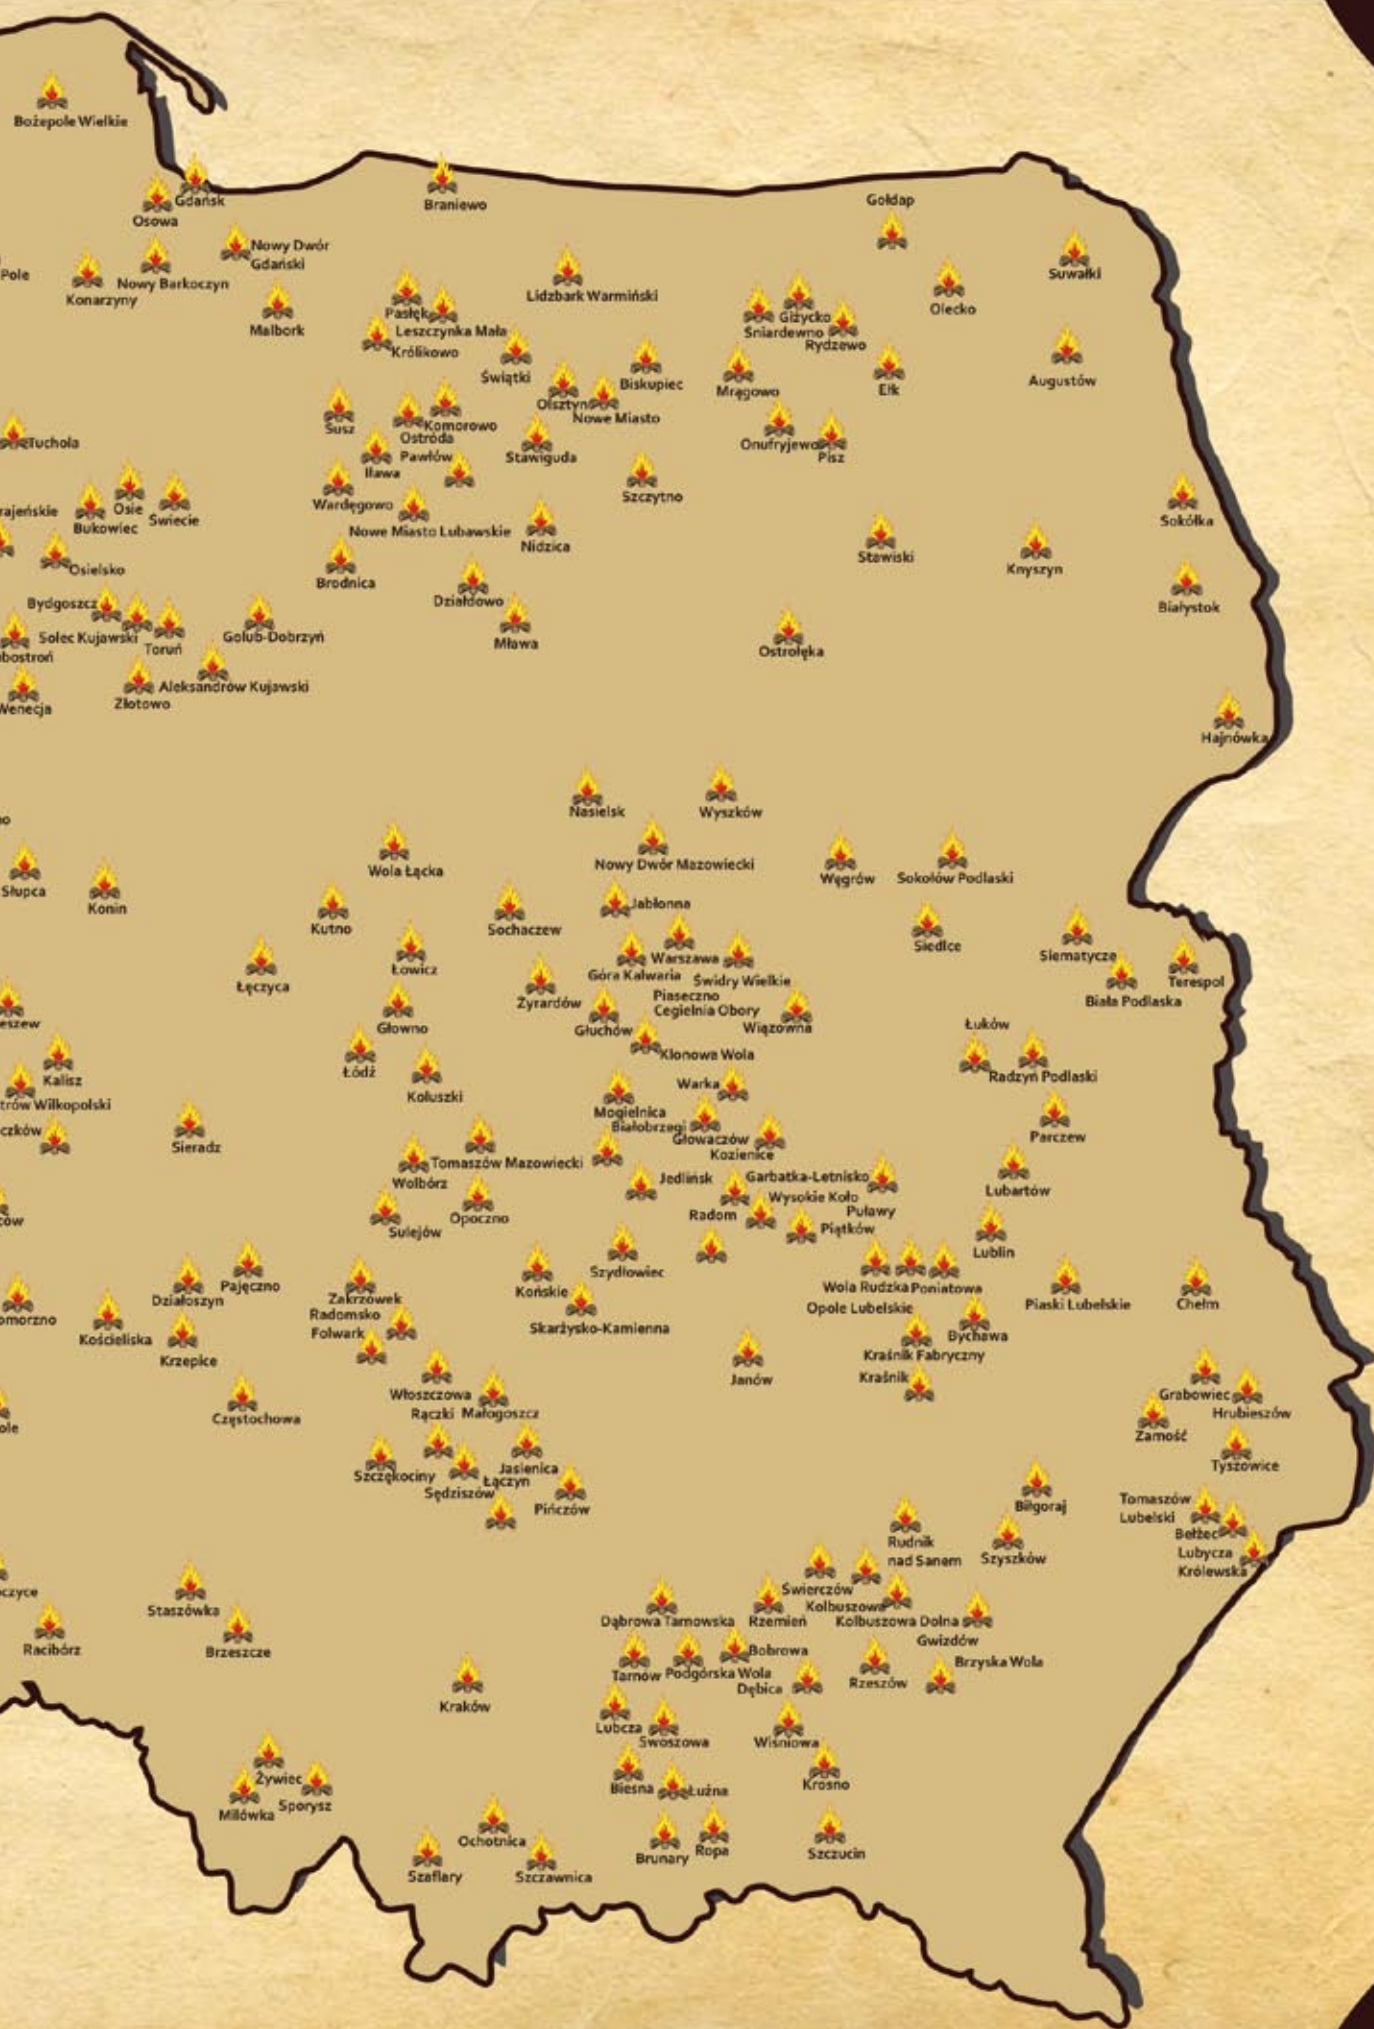 Bożepole Wielkie
Gdańsk
Osowa
Braniewo
Gołdap
Nowy Dwór
Gdański
Pole
Konarzyny
Nowy Barkoczyn
Suwałki
Lidzbark Warmiński
Olecko
Malbork
Pasłęk
Leszczynka Mała
Królikowo
Giżycko
Śniardewno
Rydzewo
Świątki
Biskupiec
Mrągowo
Ełk
Augustów
Olsztyn
Nowe Miasto
Susz
Komorowo
Ostróda
Onufryjewo
Pisz
Tuchola
Iława
Pawłów
Stawiguda
Szczytno
Wardęgowo
rajeńskie
Bukowiec
Osie
Świecie
Nowe Miasto Lubawskie
Nidzica
Sokółka
Stawiski
Knyszyn
Osielsko
Brodnica
Działdowo
Białystok
Bydgoszcz
Solec Kujawski
Toruń
Golub-Dobrzyń
Mława
Ostrołęka
bostroń
Wenecja
Złotowo
Aleksandrów Kujawski
Hajnówka
Nasielsk
Wyszków
o
Wola Łącka
Nowy Dwór Mazowiecki
Węgrów
Sokołów Podlaski
Słupca
Konin
Kutno
Sochaczew
Jabłonna
Siedlce
Siematycze
Łęczyca
Łowicz
Warszawa
Góra Kalwaria
Świdry Wielkie
Terespol
Żyrardów
Piaseczno
Cegielnia Obory
Biała Podlaska
eszew
Głowno
Głuchów
Wiązowna
Łuków
Klonowa Wola
Łódź
Koluszki
Kalisz
Radzyń Podlaski
Warka
trów Wilkopolski
Mogielnica
Białobrzegi
Głowaczów
Kozienice
Parczew
czków
Sieradz
Tomaszów Mazowiecki
Wolbórz
Jedlińsk
Garbatka-Letnisko
Wysokie Koło
Lubartów
Puławy
Radom
Piątków
ców
Sulejów
Opoczno
Lublin
Szydłowiec
Działoszyn
Pajęczno
Zakrzówek
Końskie
Wola Rudzka
Poniatowa
Piaski Lubelskie
Chełm
Radomsko
Folwark
Opole Lubelskie
omorzno
Kościeliska
Krzepice
Skarżysko-Kamienna
Bychawa
Kraśnik Fabryczny
Kraśnik
Janów
Włoszczowa
Rączki
Małogoszcz
Grabowiec
Hrubieszów
ole
Częstochowa
Zamość
Szczękociny
Jasienica
Łączyn
Sędziszów
Pińczów
Tyszowice
Biłgoraj
Tomaszów
Lubelski
Bełżec
Lubycza
Królewska
Rudnik
nad Sanem
Szyszków
czyce
Staszówka
Świerczów
Kolbuszowa
Dąbrowa Tarnowska
Rzemień
Kolbuszowa Dolna
Gwizdów
Racibórz
Brzeszcze
Bobrowa
Tarnów
Podgórska Wola
Dębica
Rzeszów
Brzyska Wola
Kraków
Lubcza
Swoszowa
Wiśniowa
Żywiec
Milówka
Sporysz
Biesna
Łużna
Krosno
Ochotnica
Szaflary
Szczawnica
Brunary
Ropa
Szczucin